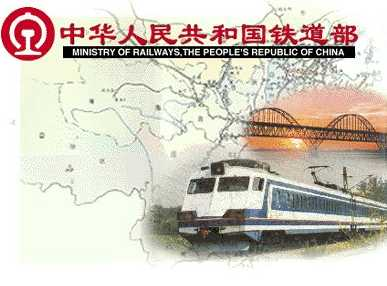 中华人民共和国铁道部
MINISTRY OF RAILWAYS,THE PEOPLE'S REPUBLIC OF CHINA